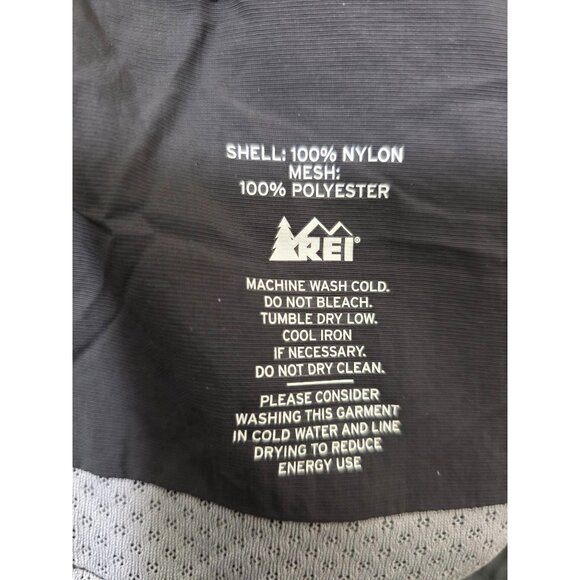 SHELL: 100% NYLON
MESH:
100% POLYESTER
REI®
MACHINE WASH COLD.
DO NOT BLEACH.
TUMBLE DRY LOW.
COOL IRON
IF NECESSARY.
DO NOT DRY CLEAN.
PLEASE CONSIDER
WASHING THIS GARMENT
IN COLD WATER AND LINE
DRYING TO REDUCE
ENERGY USE